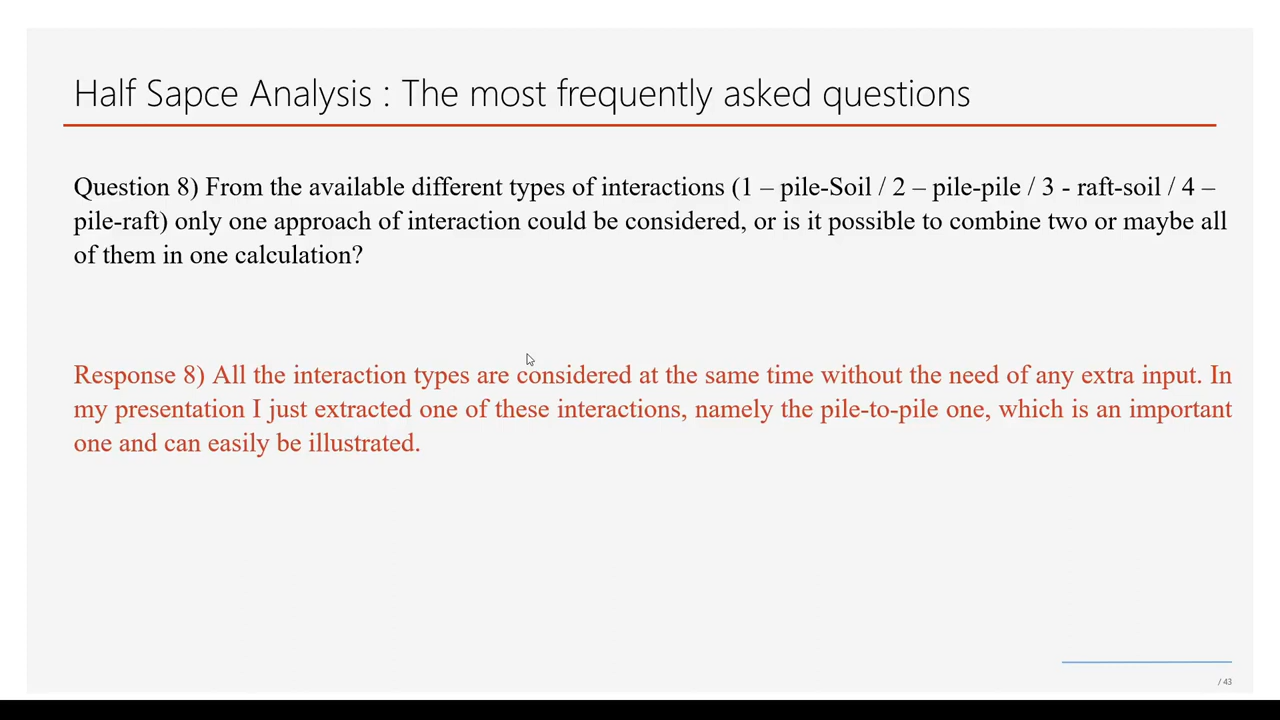 Half Sapce Analysis : The most frequently asked questions
Question 8) From the available different types of interactions (1 – pile-Soil / 2 – pile-pile / 3 - raft-soil / 4 –
pile-raft) only one approach of interaction could be considered, or is it possible to combine two or maybe all
of them in one calculation?
Response 8) All the interaction types are considered at the same time without the need of any extra input. In
my presentation I just extracted one of these interactions, namely the pile-to-pile one, which is an important
one and can easily be illustrated.
/ 43